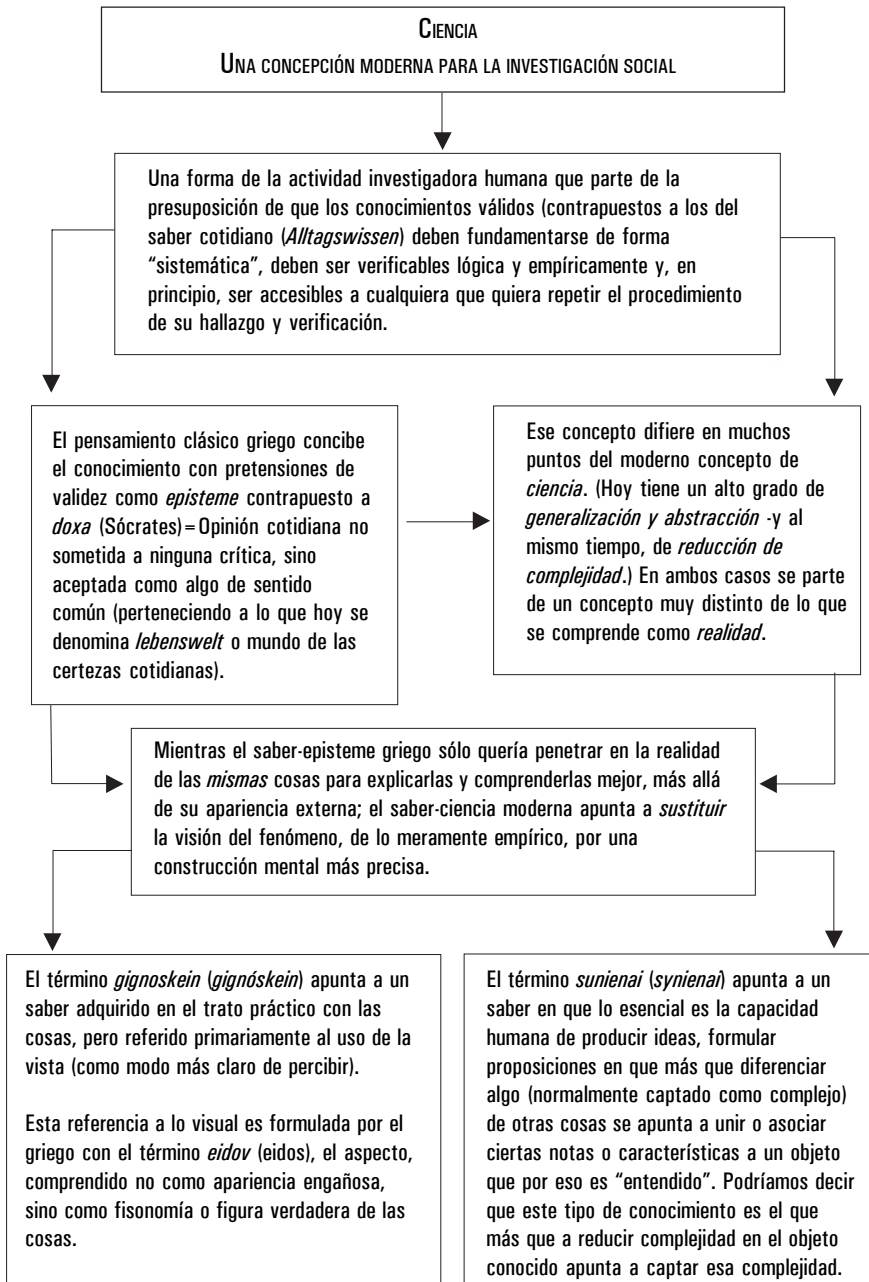 CIENCIA
UNA CONCEPCIÓN MODERNA PARA LA INVESTIGACIÓN SOCIAL
Una forma de la actividad investigadora humana que parte de la
presuposición de que los conocimientos válidos (contrapuestos a los del
saber cotidiano (Alltagswissen) deben fundamentarse de forma
“sistemática”, deben ser verificables lógica y empíricamente y, en
principio, ser accesibles a cualquiera que quiera repetir el procedimiento
de su hallazgo y verificación.
El pensamiento clásico griego concibe
el conocimiento con pretensiones de
validez como episteme contrapuesto a
doxa (Sócrates)=Opinión cotidiana no
sometida a ninguna crítica, sino
aceptada como algo de sentido
común (perteneciendo a lo que hoy se
denomina lebenswelt o mundo de las
certezas cotidianas).
Ese concepto difiere en muchos
puntos del moderno concepto de
ciencia. (Hoy tiene un alto grado de
generalización y abstracción -y al
mismo tiempo, de reducción de
complejidad.) En ambos casos se parte
de un concepto muy distinto de lo que
se comprende como realidad.
Mientras el saber-episteme griego sólo quería penetrar en la realidad
de las mismas cosas para explicarlas y comprenderlas mejor, más allá
de su apariencia externa; el saber-ciencia moderna apunta a sustituir
la visión del fenómeno, de lo meramente empírico, por una
construcción mental más precisa.
El término gignoskein (gignóskein) apunta a un
saber adquirido en el trato práctico con las
cosas, pero referido primariamente al uso de la
vista (como modo más claro de percibir).
Esta referencia a lo visual es formulada por el
griego con el término eidov (eidos), el aspecto,
comprendido no como apariencia engañosa,
sino como fisonomía o figura verdadera de las
cosas.
El término sunienai (synienai) apunta a un
saber en que lo esencial es la capacidad
humana de producir ideas, formular
proposiciones en que más que diferenciar
algo (normalmente captado como complejo)
de otras cosas se apunta a unir o asociar
ciertas notas o características a un objeto
que por eso es “entendido”. Podríamos decir
que este tipo de conocimiento es el que
más que a reducir complejidad en el objeto
conocido apunta a captar esa complejidad.